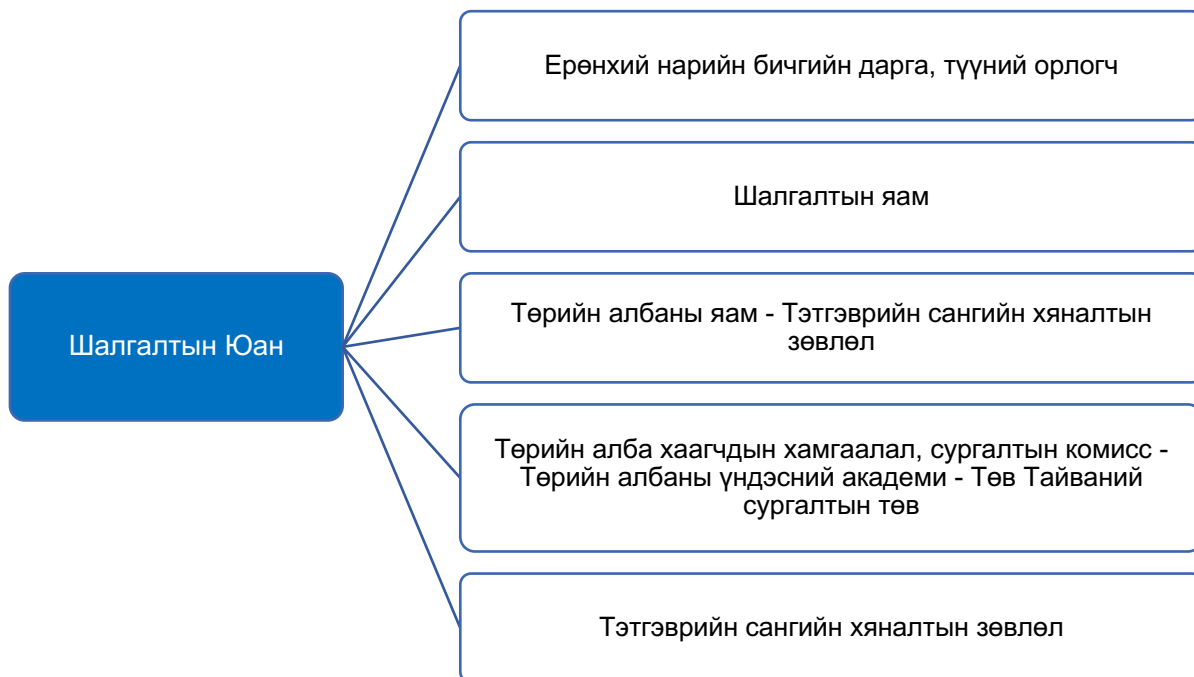 Ерөнхий нарийн бичгийн дарга, түүний орлогч
Шалгалтын яам
Шалгалтын Юан
Төрийн албаны яам - Тэтгэврийн сангийн хяналтын
зөвлөл
Төрийн алба хаагчдын хамгаалал, сургалтын комисс -
Төрийн албаны үндэсний академи - Төв Тайваний
сургалтын төв
Тэтгэврийн сангийн хяналтын зөвлөл